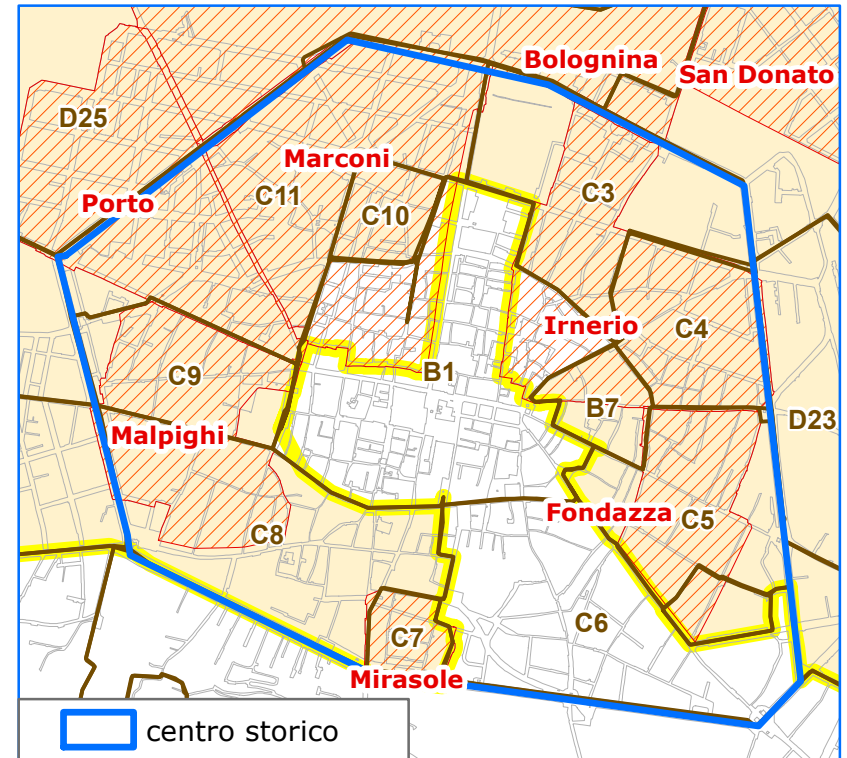 Bolognina
San Donato
D25
Marconi
C11
C10
C3
Porto
Irnerio
C4
C9
B1
B7
D23
Malpighi
Fondazza
C5
C8
C6
C7
Mirasole
centro storico